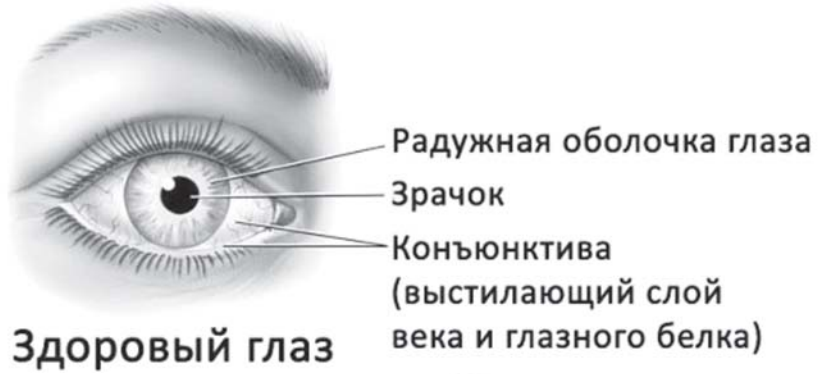 Радужная оболочка глаза
Зрачок
Конъюнктива
(выстилающий слой
века и глазного белка)
Здоровый глаз